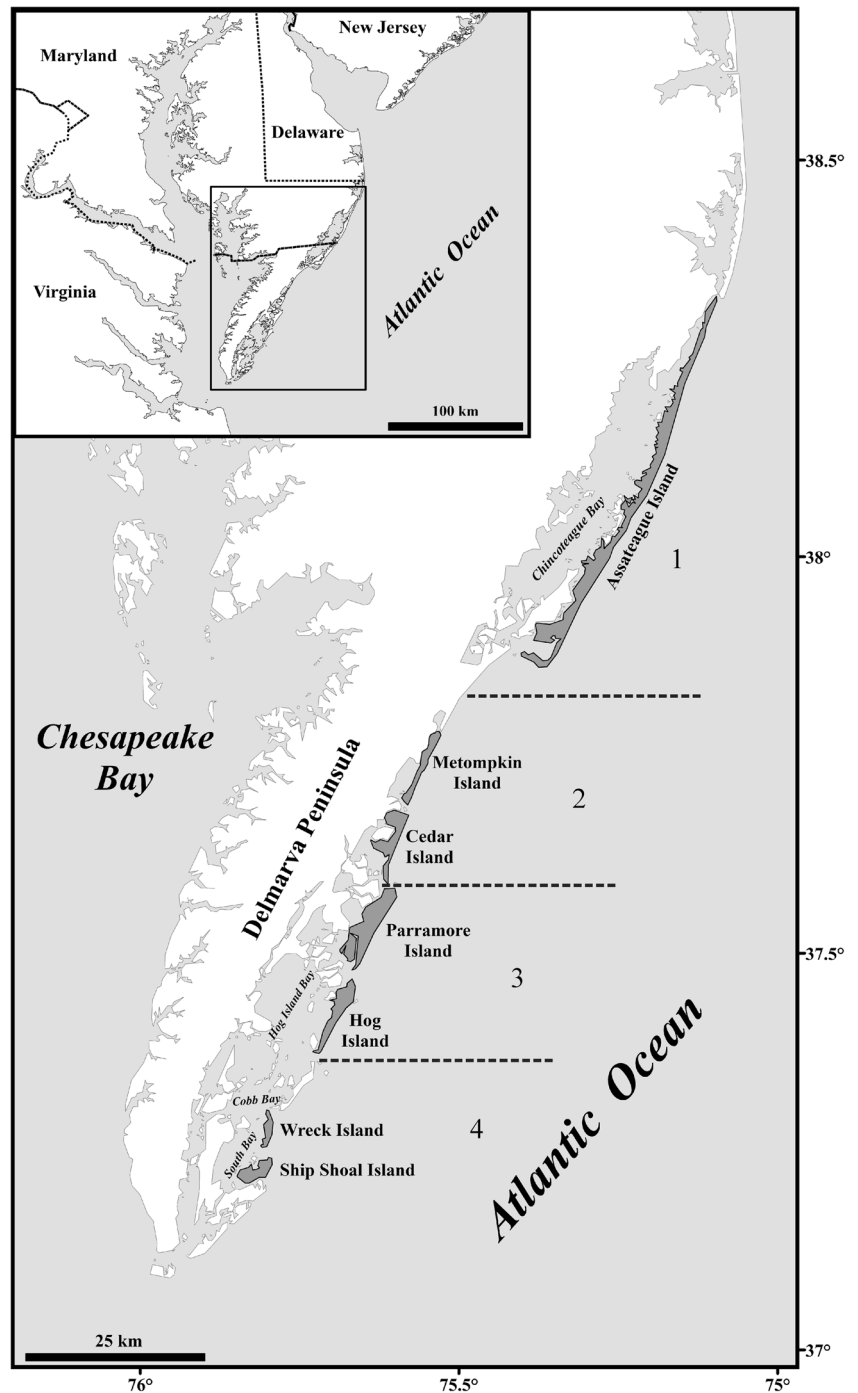 Maryland
New Jersey
Delaware
Virginia
Atlantic Ocean
100 km
38.5°
Chincoteague Bay
Assateague Island
1
38°
Chesapeake
Bay
Delmarva Peninsula
Metompkin
Island
2
Cedar
Island
Parramore
Island
37.5°
3
Hog Island Bay
Hog
Island
Atlantic Ocean
Cobb Bay
4
Wreck Island
South Bay
Ship Shoal Island
25 km
37°
76°
75.5°
75°